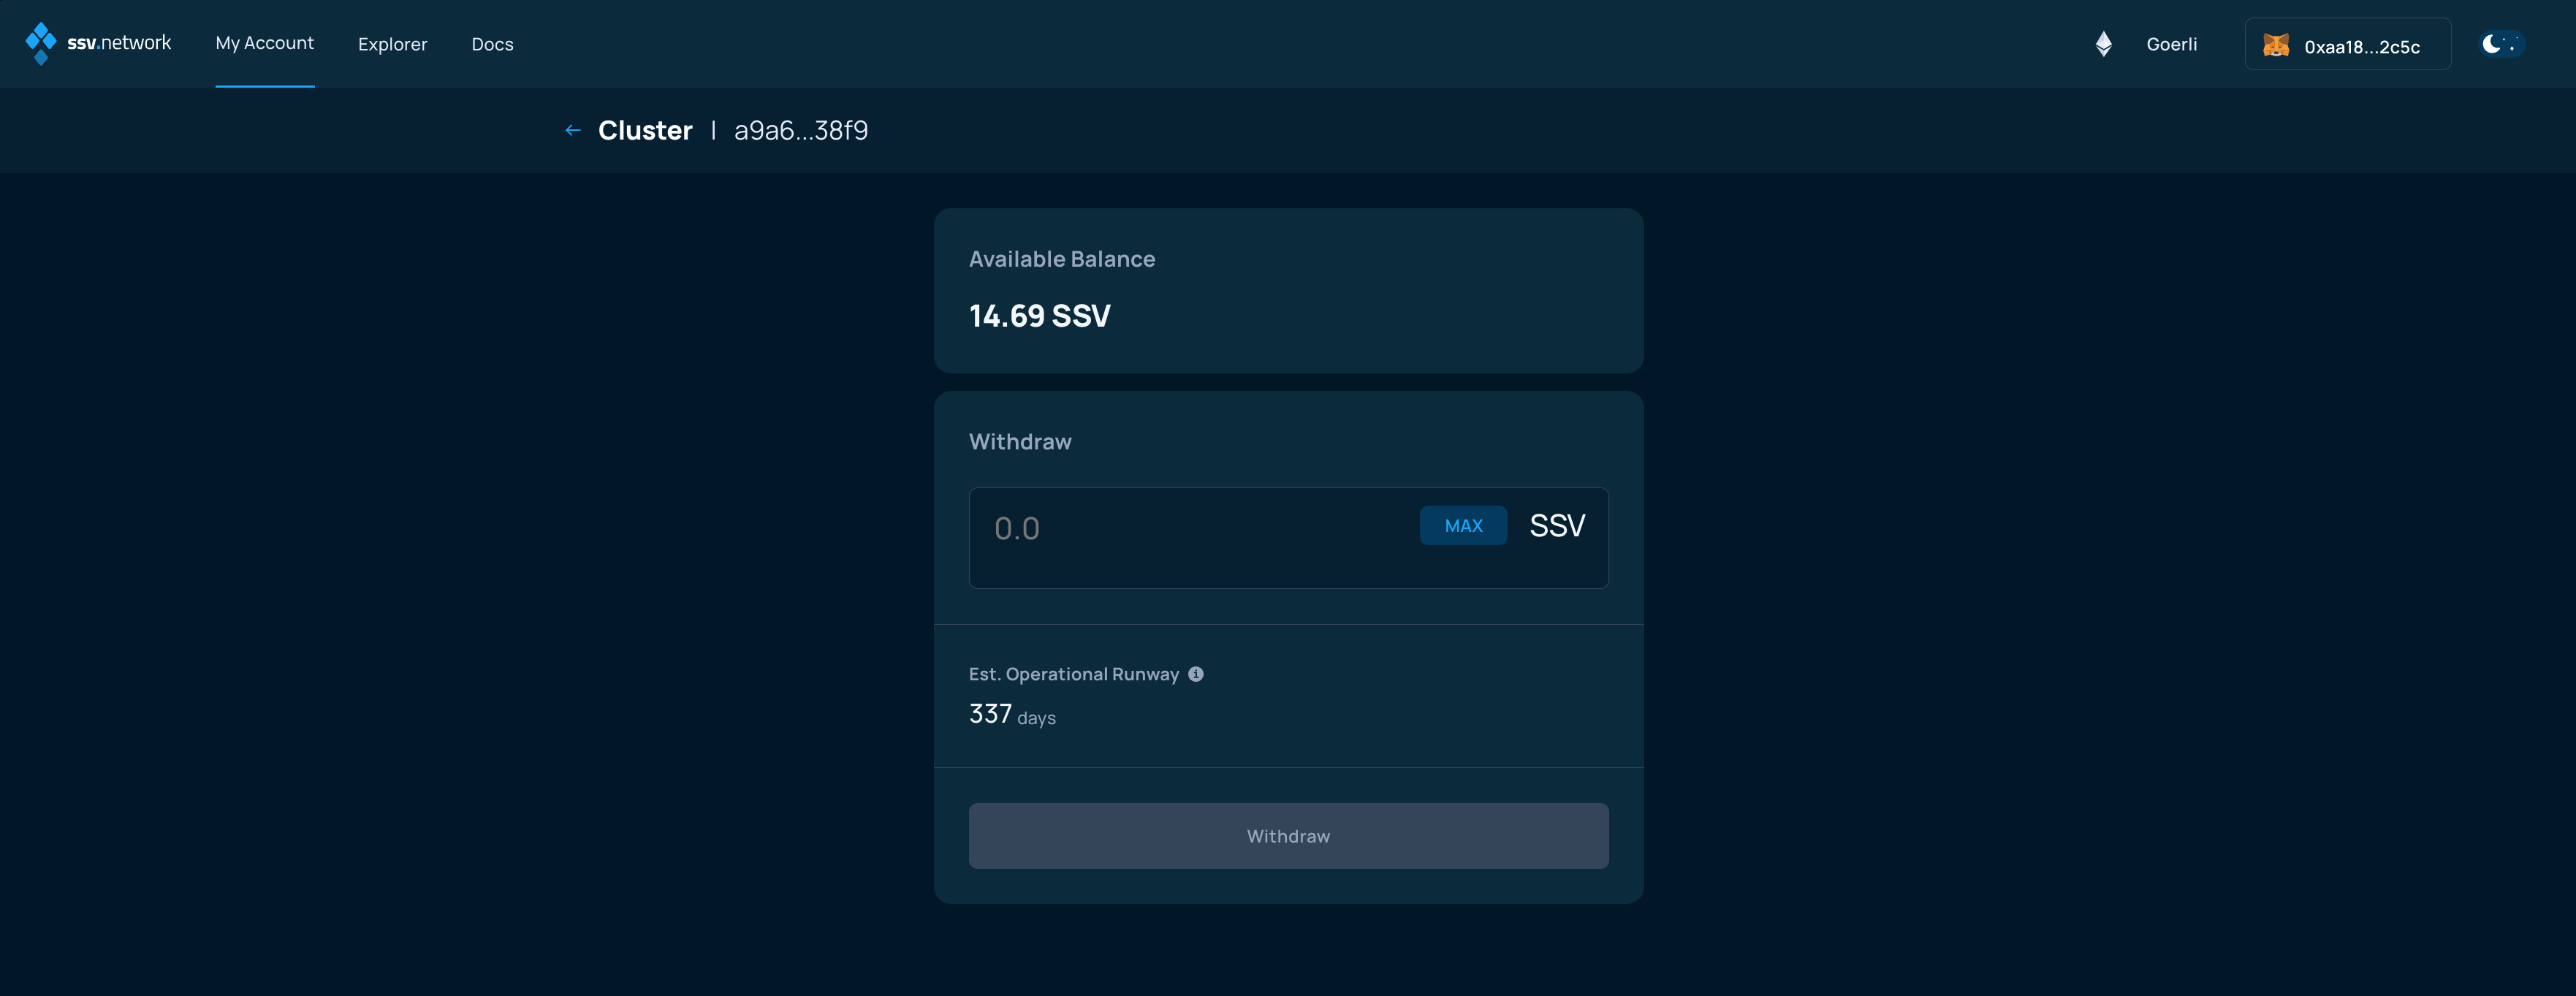 ssv.network My Account Explorer Docs Goerli 0xaa18...2c5c
Cluster | a9a6...38f9
Available Balance
14.69 SSV
Withdraw
0.0 MAX SSV
Est. Operational Runway
337 days
Withdraw